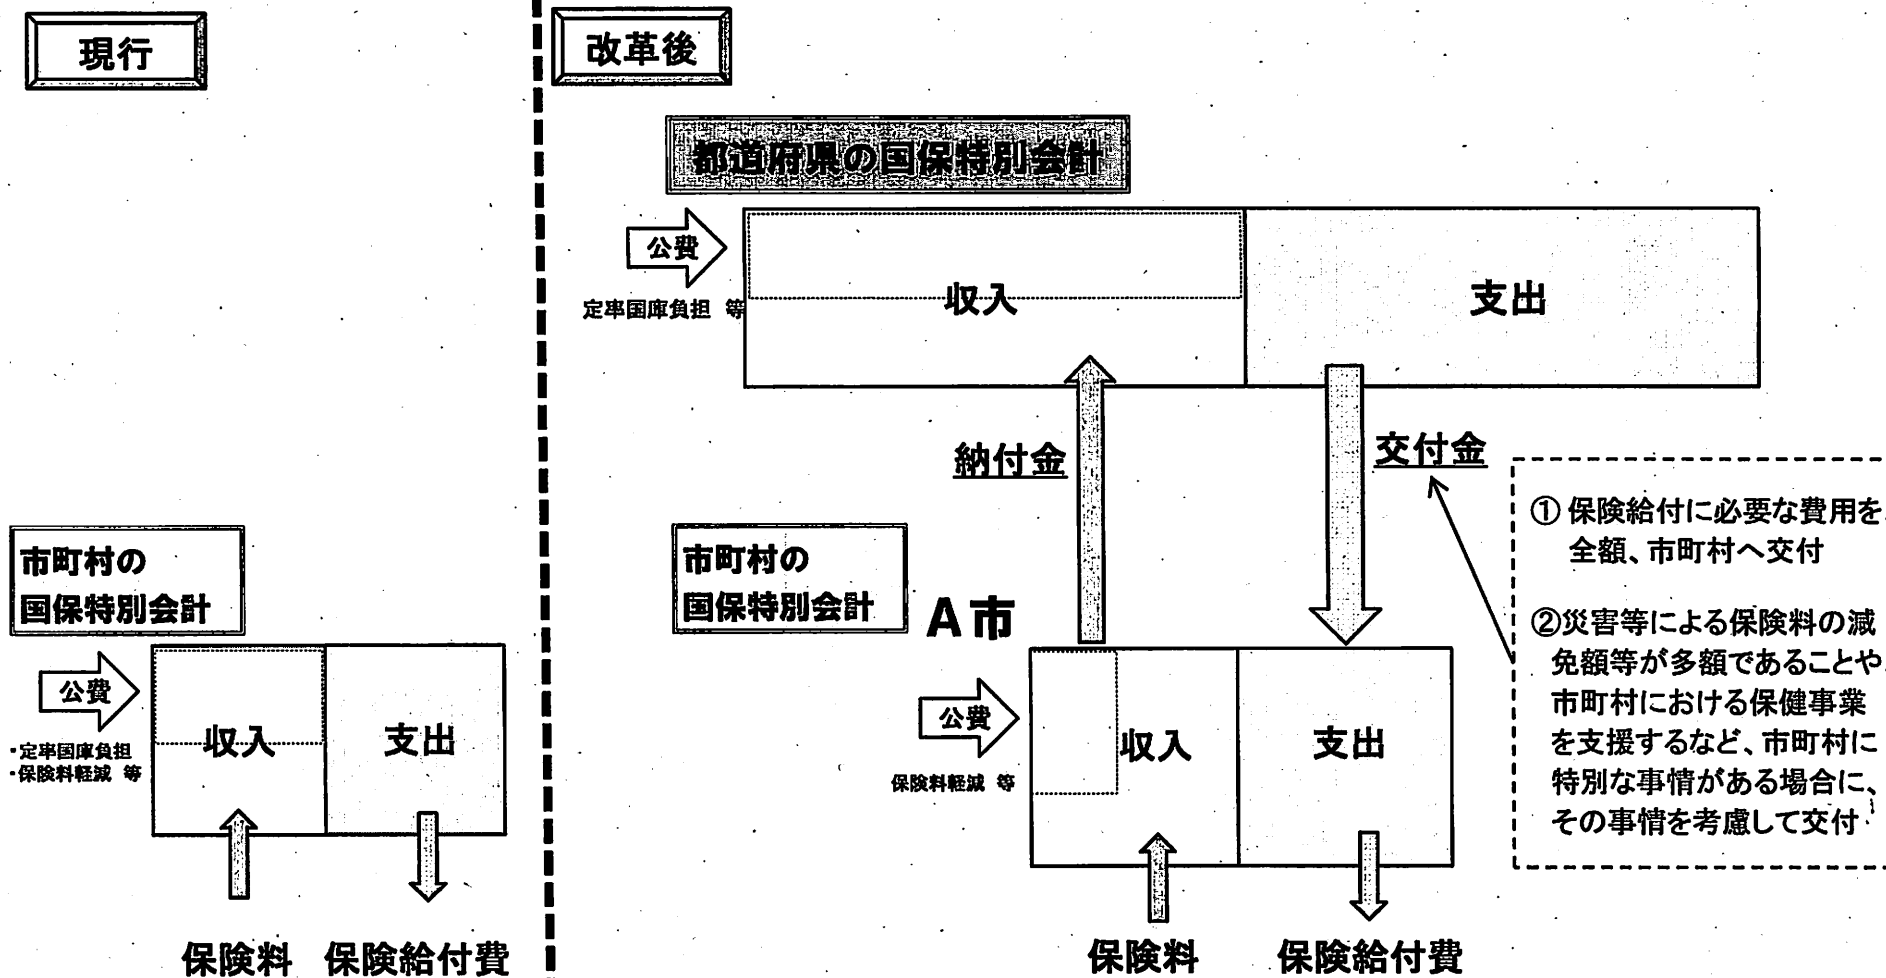 現行
市町村の
国保特別会計
公費
・定率国庫負担
・保険料軽減 等
収入
支出
保険料
保険給付費
改革後
都道府県の国保特別会計
公費
定率国庫負担 等
収入
支出
納付金
交付金
① 保険給付に必要な費用を、
全額、市町村へ交付
②災害等による保険料の減
免額等が多額であることや、
市町村における保健事業
を支援するなど、市町村に
特別な事情がある場合に、
その事情を考慮して交付
市町村の
国保特別会計
A市
公費
保険料軽減 等
収入
支出
保険料
保険給付費